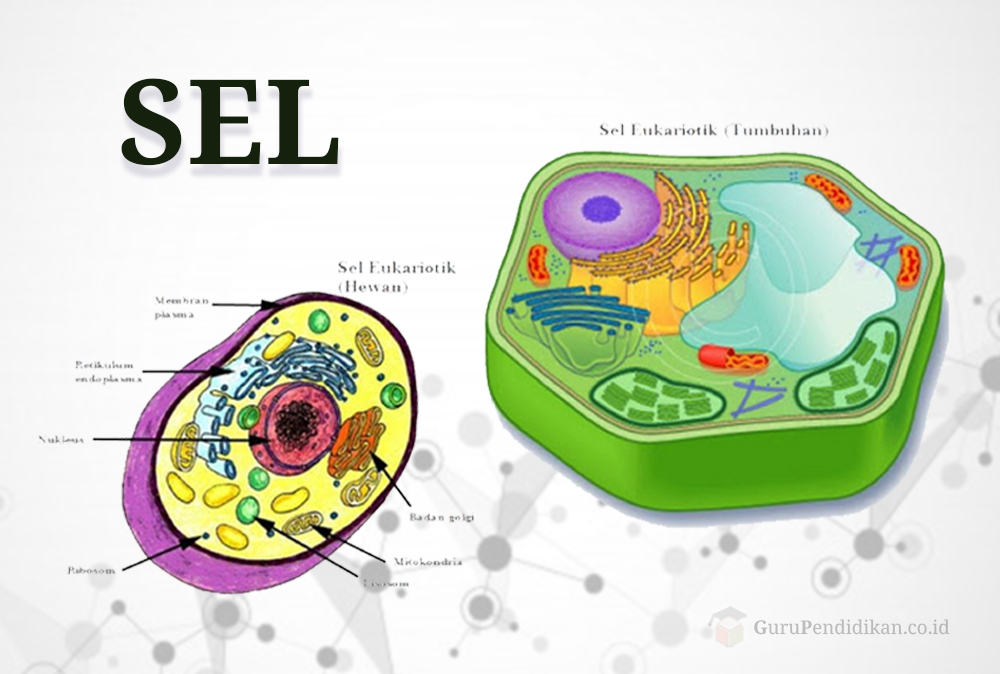 SEL
Sel Eukariotik (Tumbuhan)
Sel Eukariotik
(Hewan)
Membran
plasma
Retikulum
endoplasma
Nukleus
Badan golgi
Mitokondria
Lisosom
Ribosom
GuruPendidikan.co.id